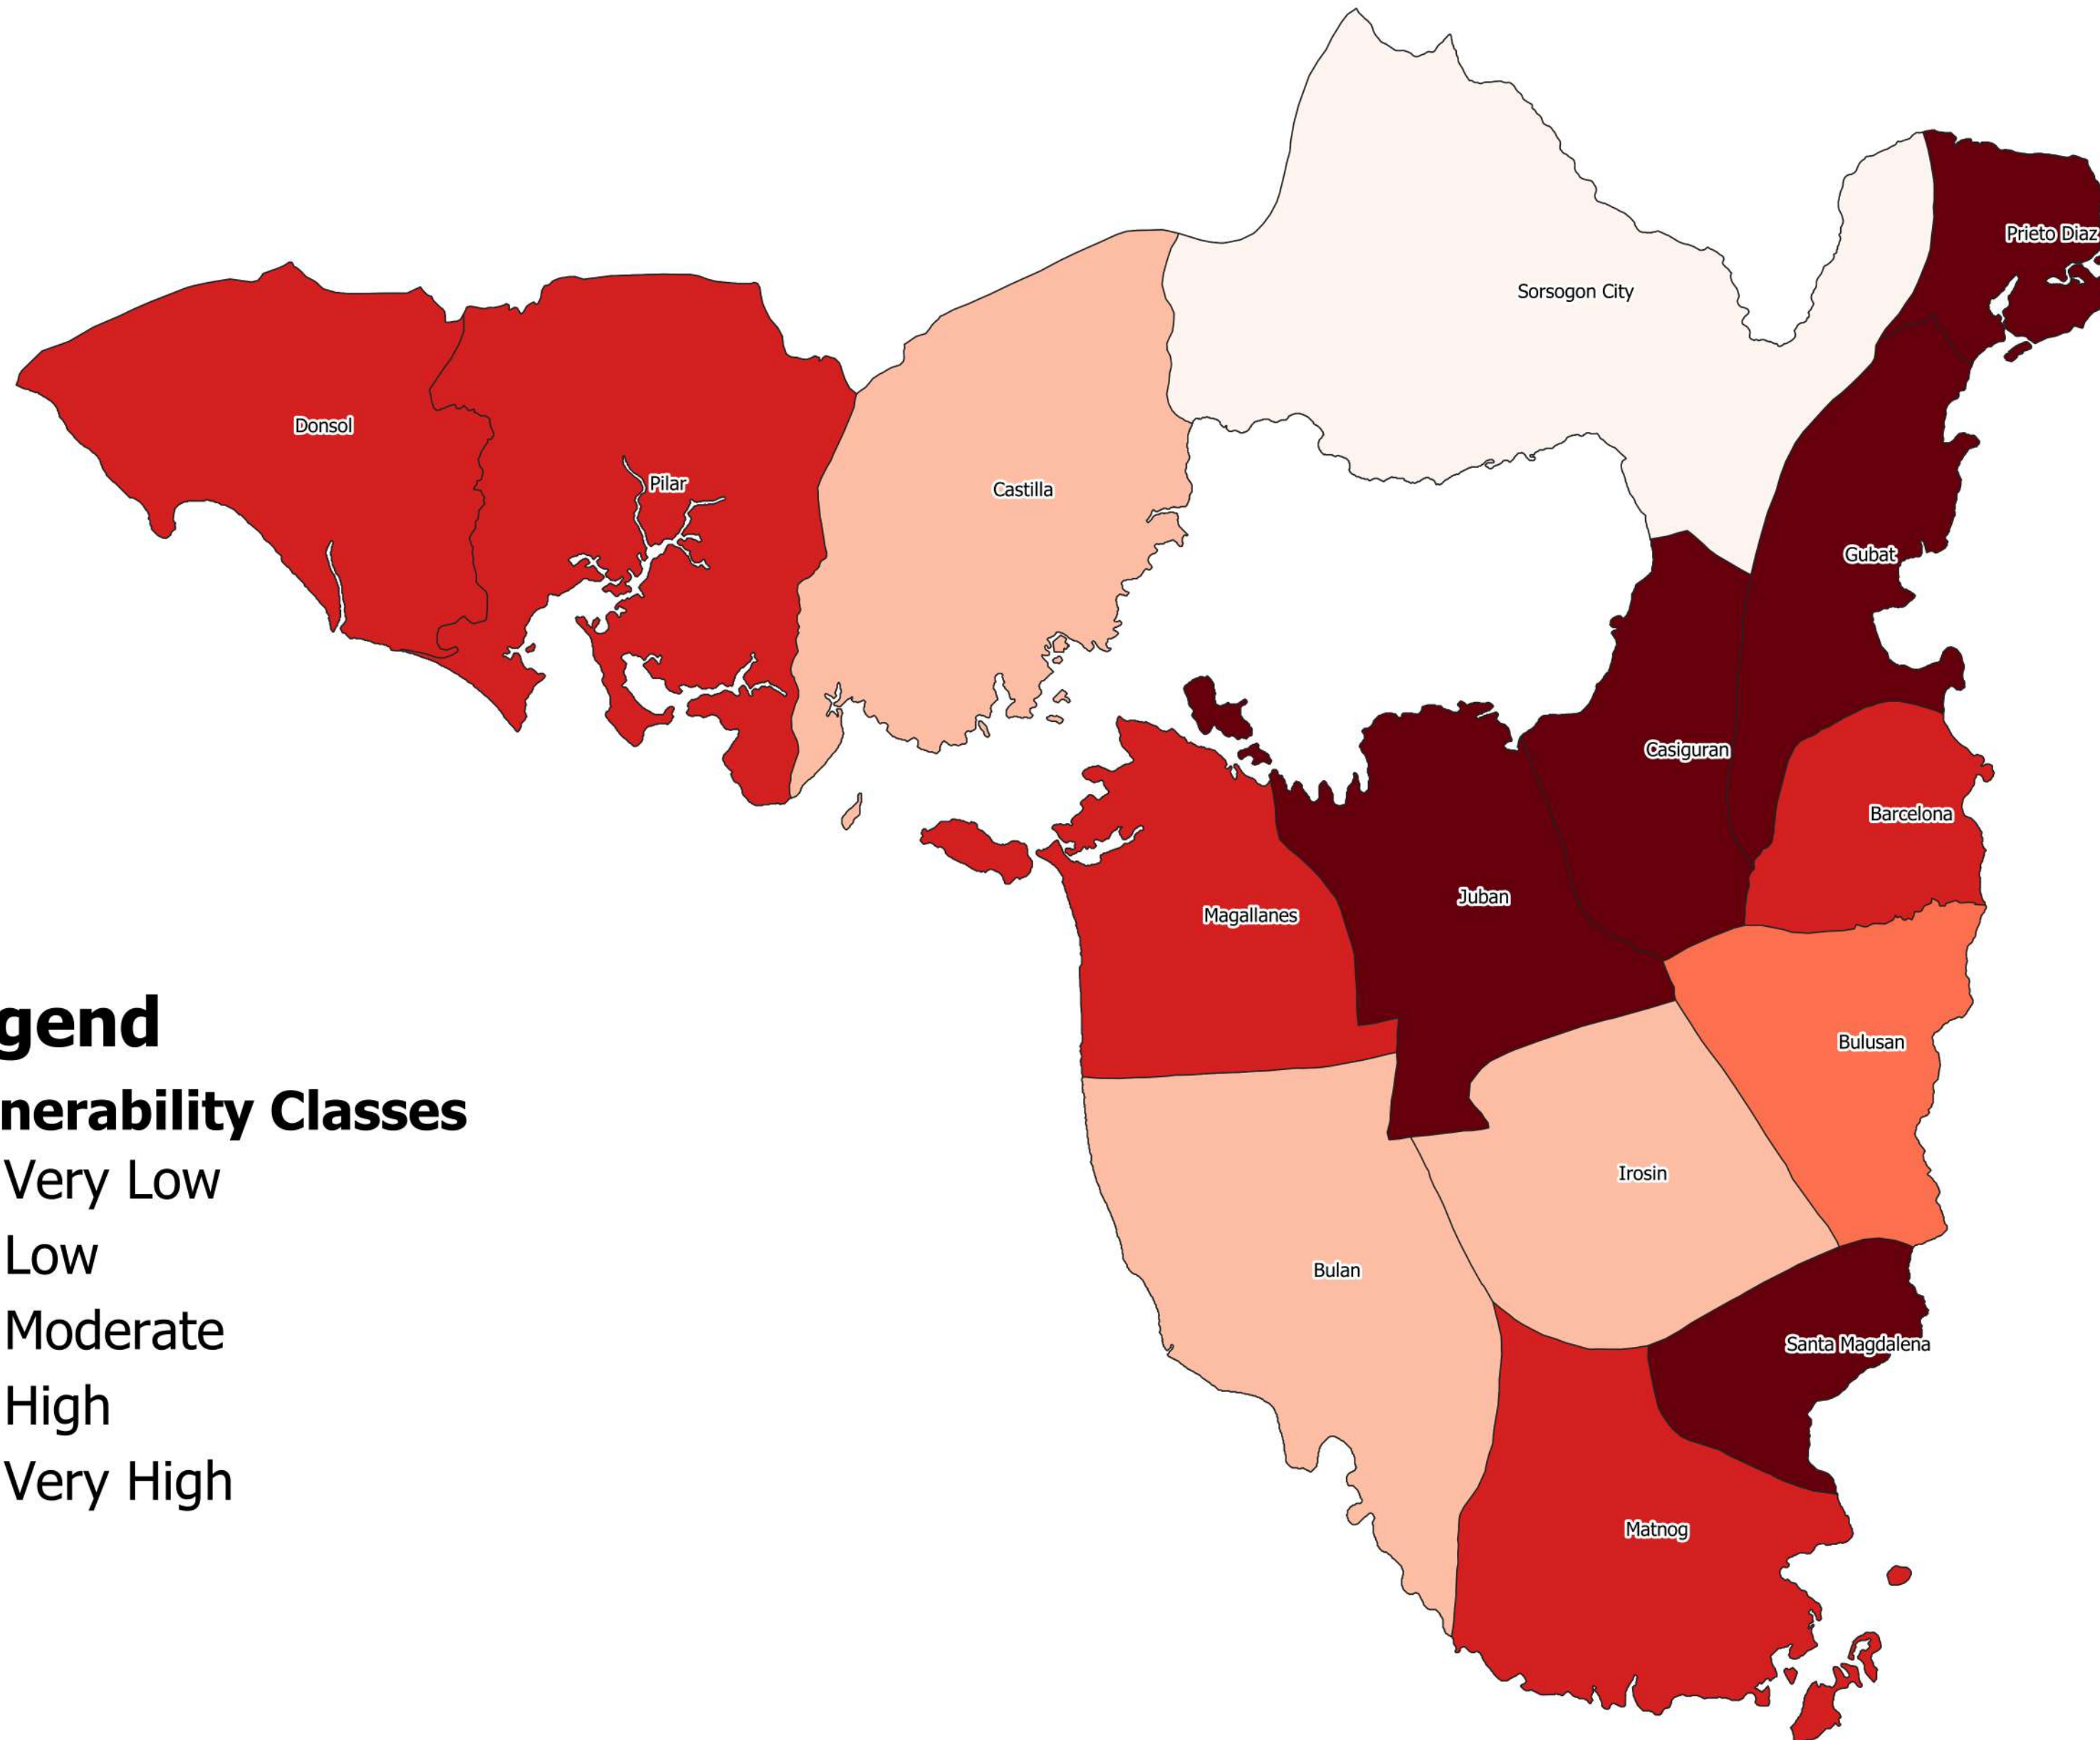 Prieto Diaz
Sorsogon City
Donsol
Pilar
Castilla
Gubat
Casiguran
Barcelona
Juban
Magallanes
Bulusan
Irosin
Bulan
Santa Magdalena
Matnog
gend
nerability Classes
Very Low
Low
Moderate
High
Very High